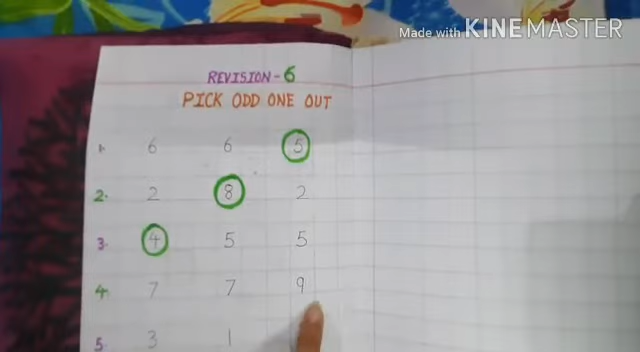 Made with KINEMASTER
REVISION-6
PICK ODD ONE OUT
1. 6 6 5
2. 2 8 2
3. 4 5 5
4. 7 7 9
5. 3 1